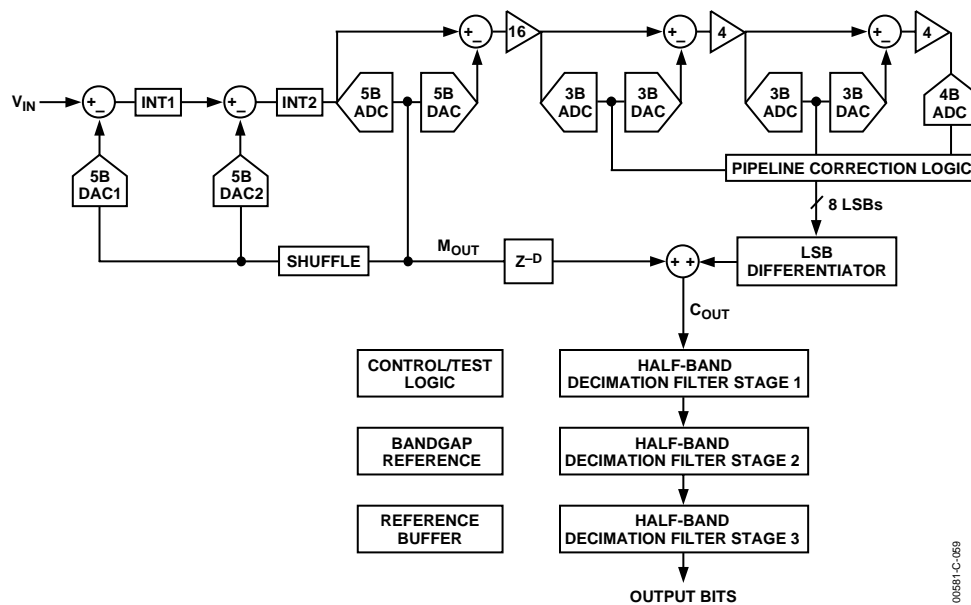 16
4
4
+
–
+
–
+
–
VIN
+
–
INT1
+
–
INT2
5B
ADC
5B
DAC
3B
ADC
3B
DAC
3B
ADC
3B
DAC
4B
ADC
5B
DAC1
5B
DAC2
PIPELINE CORRECTION LOGIC
8 LSBs
SHUFFLE
MOUT
Z–D
+ +
LSB
DIFFERENTIATOR
COUT
CONTROL/TEST
LOGIC
HALF-BAND
DECIMATION FILTER STAGE 1
BANDGAP
REFERENCE
HALF-BAND
DECIMATION FILTER STAGE 2
REFERENCE
BUFFER
HALF-BAND
DECIMATION FILTER STAGE 3
OUTPUT BITS
00581-C-059